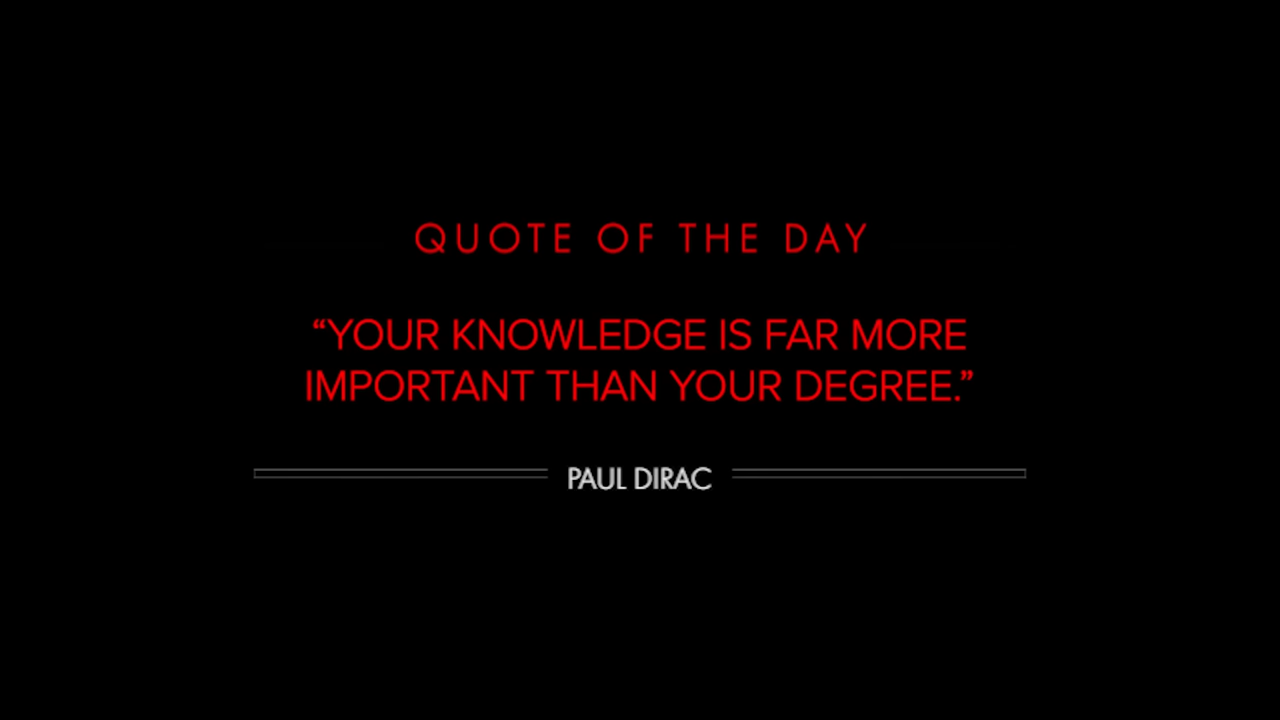 QUOTE OF THE DAY
“YOUR KNOWLEDGE IS FAR MORE
IMPORTANT THAN YOUR DEGREE.”
PAUL DIRAC